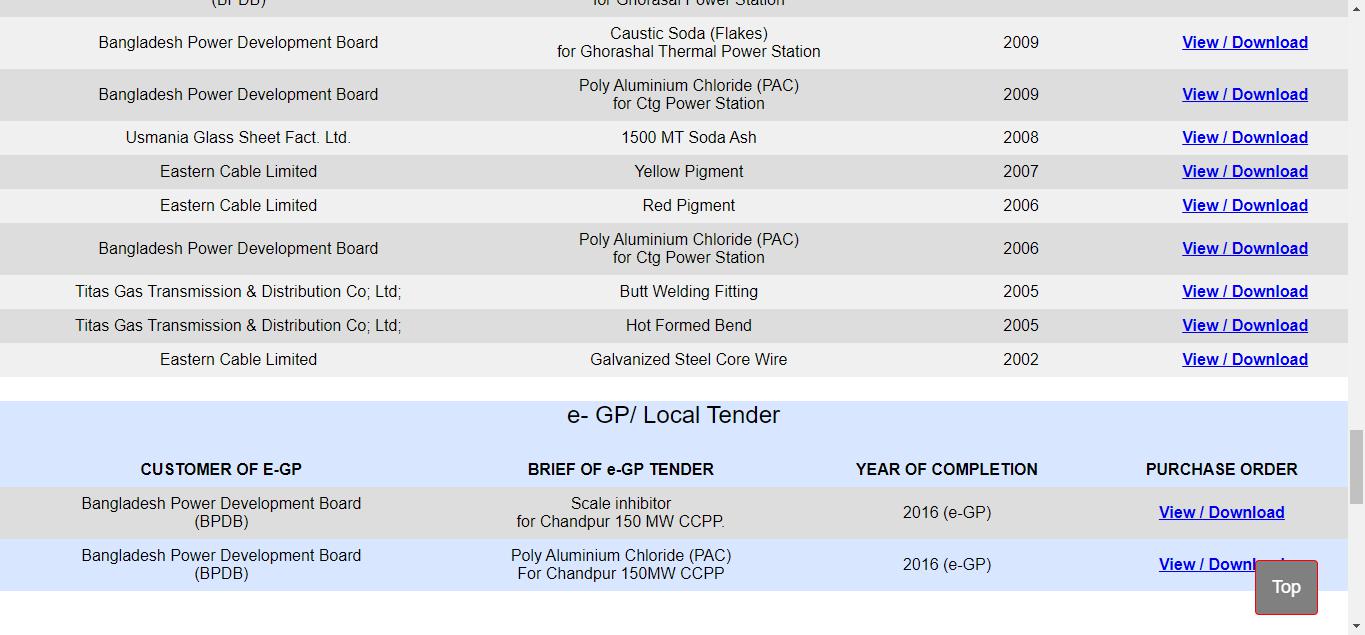 (BPDB)
for Ghorasal Power Station
Bangladesh Power Development Board
Caustic Soda (Flakes)
for Ghorashal Thermal Power Station
2009
View / Download
Bangladesh Power Development Board
Poly Aluminium Chloride (PAC)
for Ctg Power Station
2009
View / Download
Usmania Glass Sheet Fact. Ltd.
1500 MT Soda Ash
2008
View / Download
Eastern Cable Limited
Yellow Pigment
2007
View / Download
Eastern Cable Limited
Red Pigment
2006
View / Download
Bangladesh Power Development Board
Poly Aluminium Chloride (PAC)
for Ctg Power Station
2006
View / Download
Titas Gas Transmission & Distribution Co; Ltd;
Butt Welding Fitting
2005
View / Download
Titas Gas Transmission & Distribution Co; Ltd;
Hot Formed Bend
2005
View / Download
Eastern Cable Limited
Galvanized Steel Core Wire
2002
View / Download
e- GP/ Local Tender
CUSTOMER OF E-GP
BRIEF OF e-GP TENDER
YEAR OF COMPLETION
PURCHASE ORDER
Bangladesh Power Development Board
(BPDB)
Scale inhibitor
for Chandpur 150 MW CCPP.
2016 (e-GP)
View / Download
Bangladesh Power Development Board
(BPDB)
Poly Aluminium Chloride (PAC)
For Chandpur 150MW CCPP
2016 (e-GP)
View / Downl
Top